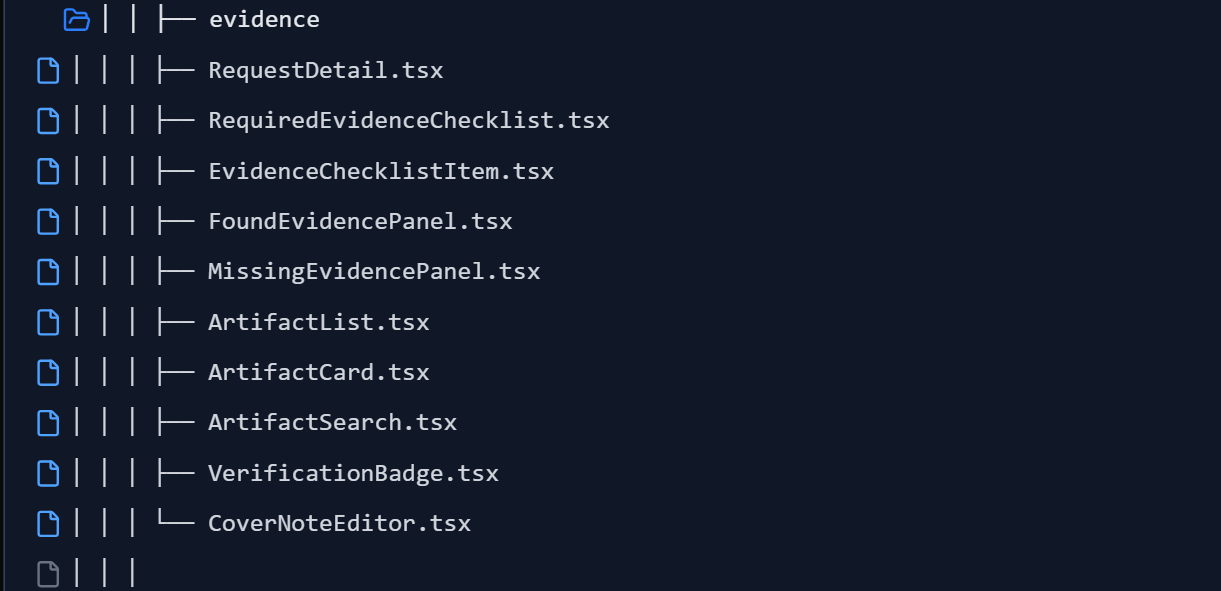 │ │ ├── evidence
│ │ │ ├── RequestDetail.tsx
│ │ │ ├── RequiredEvidenceChecklist.tsx
│ │ │ ├── EvidenceChecklistItem.tsx
│ │ │ ├── FoundEvidencePanel.tsx
│ │ │ ├── MissingEvidencePanel.tsx
│ │ │ ├── ArtifactList.tsx
│ │ │ ├── ArtifactCard.tsx
│ │ │ ├── ArtifactSearch.tsx
│ │ │ ├── VerificationBadge.tsx
│ │ │ └── CoverNoteEditor.tsx
│ │ │